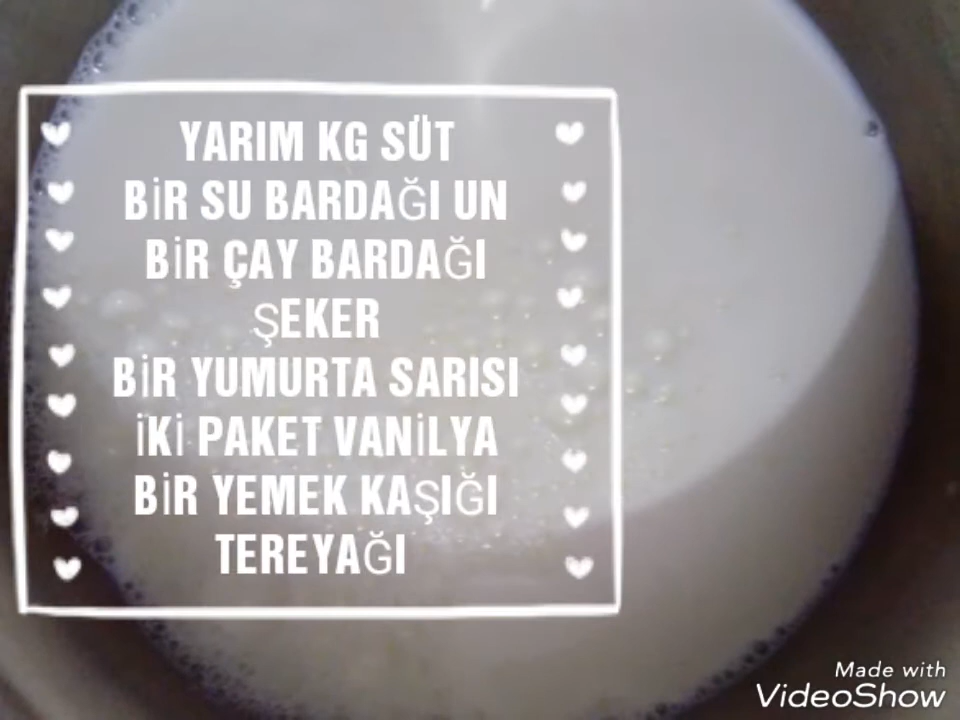 YARIM KG SÜT
BİR SU BARDAĞI UN
BİR ÇAY BARDAĞI
ŞEKER
BİR YUMURTA SARISI
İKİ PAKET VANİLYA
BİR YEMEK KAŞIĞI
TEREYAĞI
Made with
VideoShow